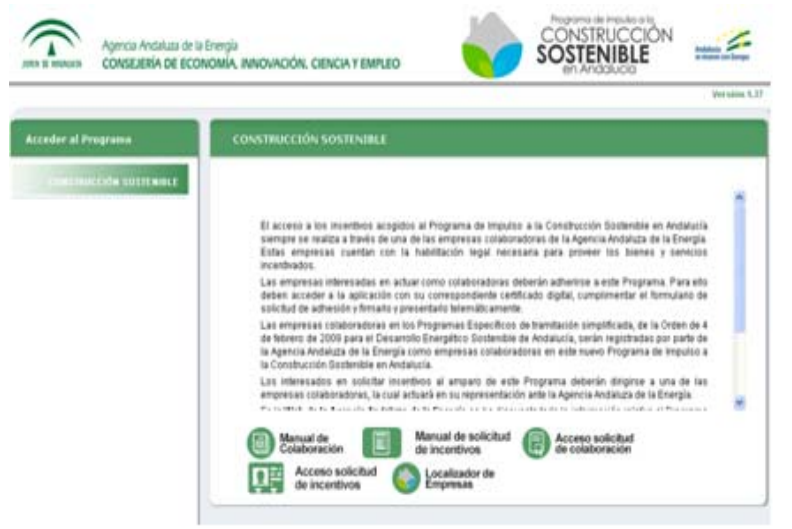 Agencia Andaluza de la Energía
CONSEJERÍA DE ECONOMÍA, INNOVACIÓN, CIENCIA Y EMPLEO
Programa de Impulso a la
CONSTRUCCIÓN
SOSTENIBLE
en Andalucía
JUNTA DE ANDALUCIA
Andalucía
se mueve con Europa
Versión 1.37
Acceder al Programa
CONSTRUCCIÓN SOSTENIBLE
CONSTRUCCIÓN SOSTENIBLE
El acceso a los incentivos acogidos al Programa de Impulso a la Construcción Sostenible en Andalucía
siempre se realiza a través de una de las empresas colaboradoras de la Agencia Andaluza de la Energía.
Estas empresas cuentan con la habilitación legal necesaria para proveer los bienes y servicios
incentivados.
Las empresas interesadas en actuar como colaboradoras deberán adherirse a este Programa. Para ello
deben acceder a la aplicación con su correspondiente certificado digital, cumplimentar el formulario de
solicitud de adhesión y firmarlo y presentarlo telemáticamente.
Las empresas colaboradoras en los Programas Específicos de tramitación simplificada, de la Orden de 4
de febrero de 2009 para el Desarrollo Energético Sostenible de Andalucía, serán registradas por parte de
la Agencia Andaluza de la Energía como empresas colaboradoras en este nuevo Programa de Impulso a
la Construcción Sostenible en Andalucía.
Los interesados en solicitar incentivos al amparo de este Programa deberán dirigirse a una de las
empresas colaboradoras, la cual actuará en su representación ante la Agencia Andaluza de la Energía.
Manual de
Colaboración
Manual de solicitud
de incentivos
Acceso solicitud
de colaboración
Acceso solicitud
de incentivos
Localizador de
Empresas